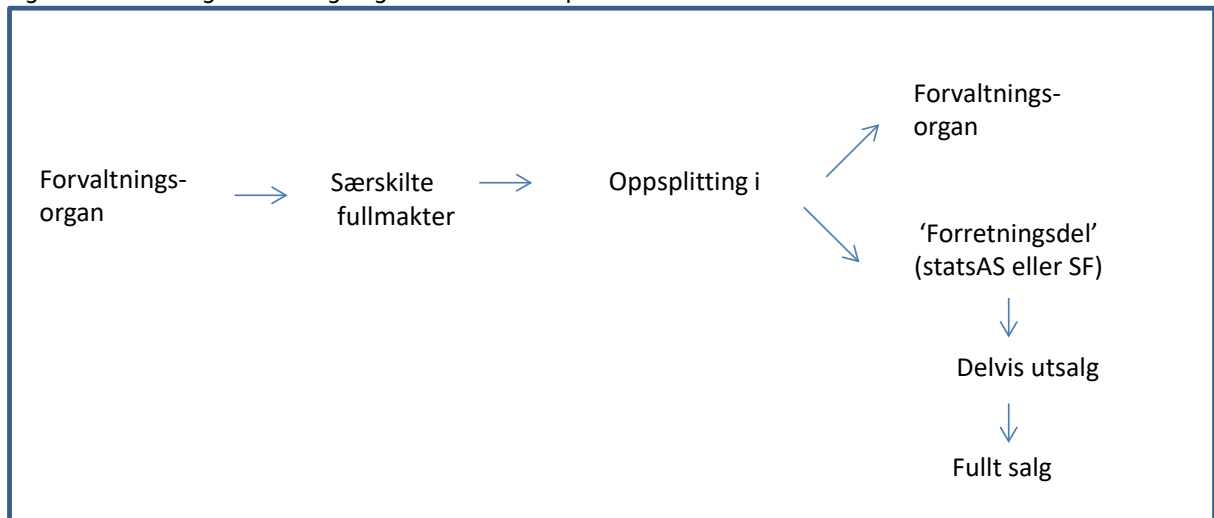 Forvaltnings-
organ
Særskilte
fullmakter
Oppsplitting i
Forvaltnings-
organ
‘Forretningsdel’
(statsAS eller SF)
Delvis utsalg
Fullt salg